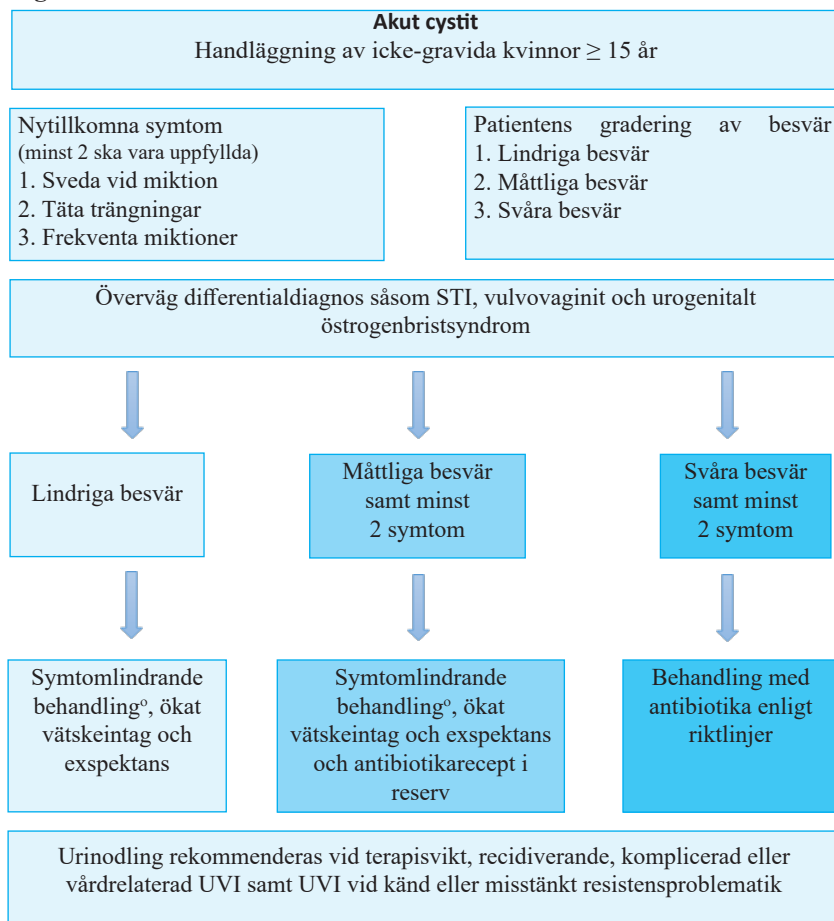 Akut cystit
Handläggning av icke-gravida kvinnor ≥ 15 år
Nytillkomna symtom
(minst 2 ska vara uppfyllda)
1. Sveda vid miktion
2. Täta trängningar
3. Frekventa miktioner
Patientens gradering av besvär
1. Lindriga besvär
2. Måttliga besvär
3. Svåra besvär
Överväg differentialdiagnos såsom STI, vulvovaginit och urogenitalt
östrogenbristsyndrom
Lindriga besvär
Måttliga besvär
samt minst
2 symtom
Svåra besvär
samt minst
2 symtom
Symtomlindrande
behandlingº, ökat
vätskeintag och
exspektans
Symtomlindrande
behandlingº, ökat
vätskeintag och exspektans
och antibiotikarecept i
reserv
Behandling med
antibiotika enligt
riktlinjer
Urinodling rekommenderas vid terapisvikt, recidiverande, komplicerad eller
vårdrelaterad UVI samt UVI vid känd eller misstänkt resistensproblematik